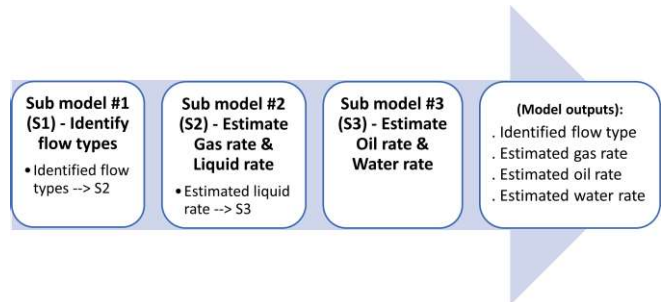 Sub model #1
(S1) - Identify
flow types
• Identified flow
types --> S2
Sub model #2
(S2) - Estimate
Gas rate &
Liquid rate
• Estimated liquid
rate --> S3
Sub model #3
(S3) - Estimate
Oil rate &
Water rate
(Model outputs):
. Identified flow type
. Estimated gas rate
. Estimated oil rate
. Estimated water rate